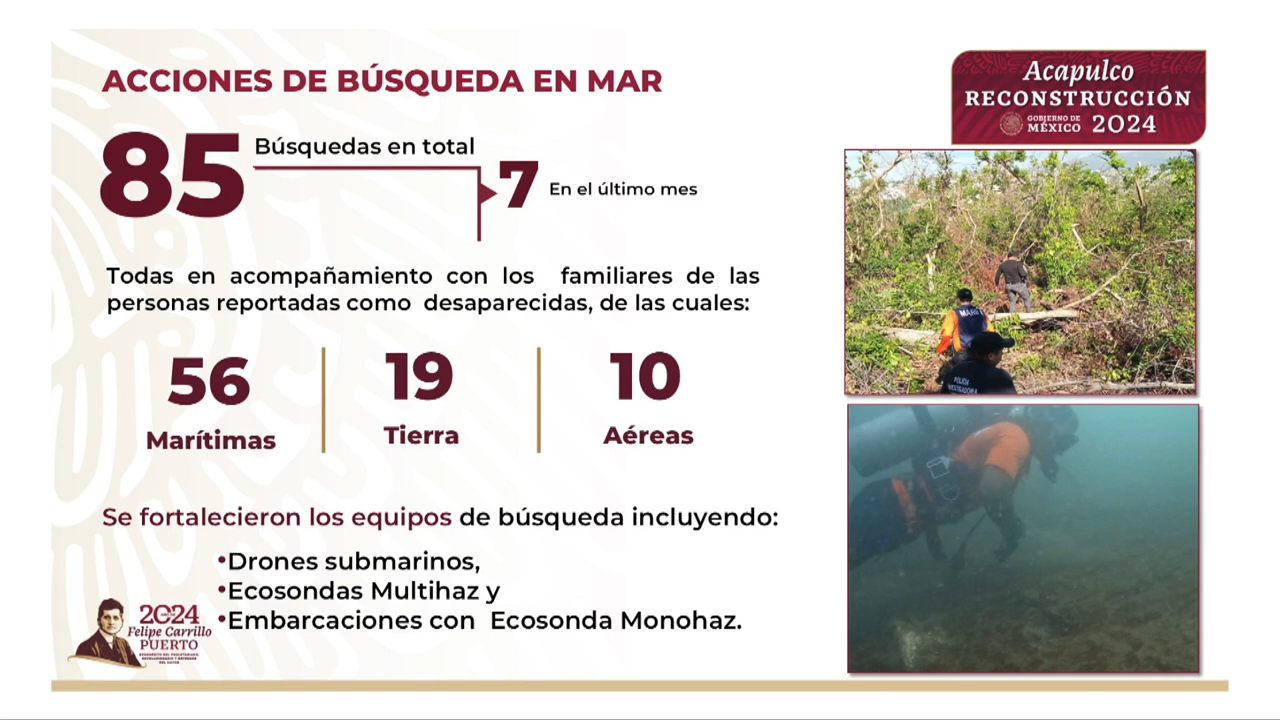 ACCIONES DE BÚSQUEDA EN MAR
85 Búsquedas en total
7 En el último mes
Todas en acompañamiento con los familiares de las
personas reportadas como desaparecidas, de las cuales:
56
Marítimas
19
Tierra
10
Aéreas
Se fortalecieron los equipos de búsqueda incluyendo:
•Drones submarinos,
•Ecosondas Multihaz y
•Embarcaciones con Ecosonda Monohaz.
2024
Felipe Carrillo
PUERTO
Acapulco
RECONSTRUCCIÓN
GOBIERNO DE
MÉXICO 2024
POLICÍA